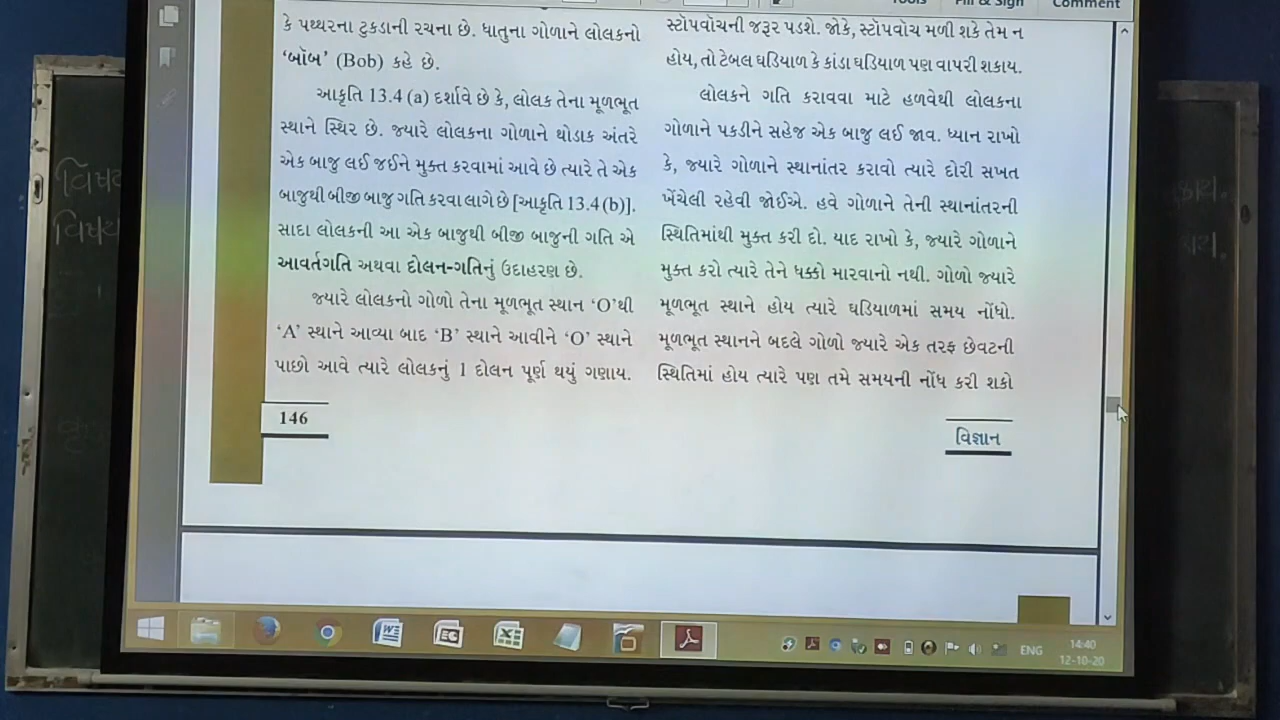 Tools
Fill & Sign
Comment
કે પથ્થરના ટુકડાની રચના છે. ધાતુના ગોળાને લોલકનો
‘બૉબ’ (Bob) કહે છે.
આકૃતિ 13.4 (a) દર્શાવે છે કે, લોલક તેના મૂળભૂત
સ્થાને સ્થિર છે. જ્યારે લોલકના ગોળાને થોડાક અંતરે
એક બાજુ લઈ જઈને મુક્ત કરવામાં આવે છે ત્યારે તે એક
બાજુથી બીજી બાજુ ગતિ કરવા લાગે છે [આકૃતિ 13.4 (b)].
સાદા લોલકની આ એક બાજુથી બીજી બાજુની ગતિ એ
આવર્તગતિ અથવા દોલન-ગતિનું ઉદાહરણ છે.
જ્યારે લોલકનો ગોળો તેના મૂળભૂત સ્થાન ‘O’થી
‘A’ સ્થાને આવ્યા બાદ ‘B’ સ્થાને આવીને ‘O’ સ્થાને
પાછો આવે ત્યારે લોલકનું 1 દોલન પૂર્ણ થયું ગણાય.
સ્ટૉપવૉચની જરૂર પડશે. જોકે, સ્ટૉપવૉચ મળી શકે તેમ ન
હોય, તો ટેબલ ઘડિયાળ કે કાંડા ઘડિયાળ પણ વાપરી શકાય.
લોલકને ગતિ કરાવવા માટે હળવેથી લોલકના
ગોળાને પકડીને સહેજ એક બાજુ લઈ જાવ. ધ્યાન રાખો
કે, જ્યારે ગોળાને સ્થાનાંતર કરાવો ત્યારે દોરી સખત
ખેંચેલી રહેવી જોઈએ. હવે ગોળાને તેની સ્થાનાંતરની
સ્થિતિમાંથી મુક્ત કરી દો. યાદ રાખો કે, જ્યારે ગોળાને
મુક્ત કરો ત્યારે તેને ધક્કો મારવાનો નથી. ગોળો જ્યારે
મૂળભૂત સ્થાને હોય ત્યારે ઘડિયાળમાં સમય નોંધો.
મૂળભૂત સ્થાનને બદલે ગોળો જ્યારે એક તરફ છેવટની
સ્થિતિમાં હોય ત્યારે પણ તમે સમયની નોંધ કરી શકો
146
વિજ્ઞાન
વિષય
વિષય
ENG
14:40
12-10-20